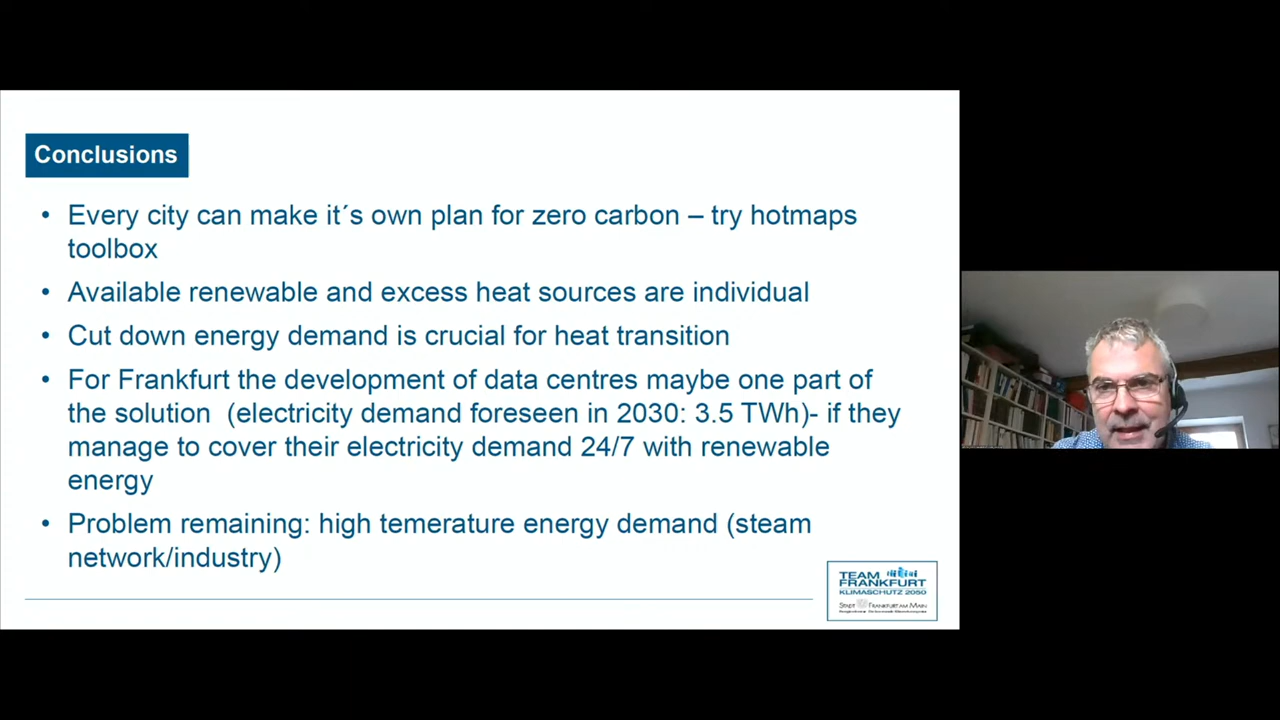 Conclusions
• Every city can make it´s own plan for zero carbon – try hotmaps
toolbox
• Available renewable and excess heat sources are individual
• Cut down energy demand is crucial for heat transition
• For Frankfurt the development of data centres maybe one part of
the solution (electricity demand foreseen in 2030: 3.5 TWh)- if they
manage to cover their electricity demand 24/7 with renewable
energy
• Problem remaining: high temerature energy demand (steam
network/industry)
TEAM
FRANKFURT
KLIMASCHUTZ 2050
STADT FRANKFURT AM MAIN